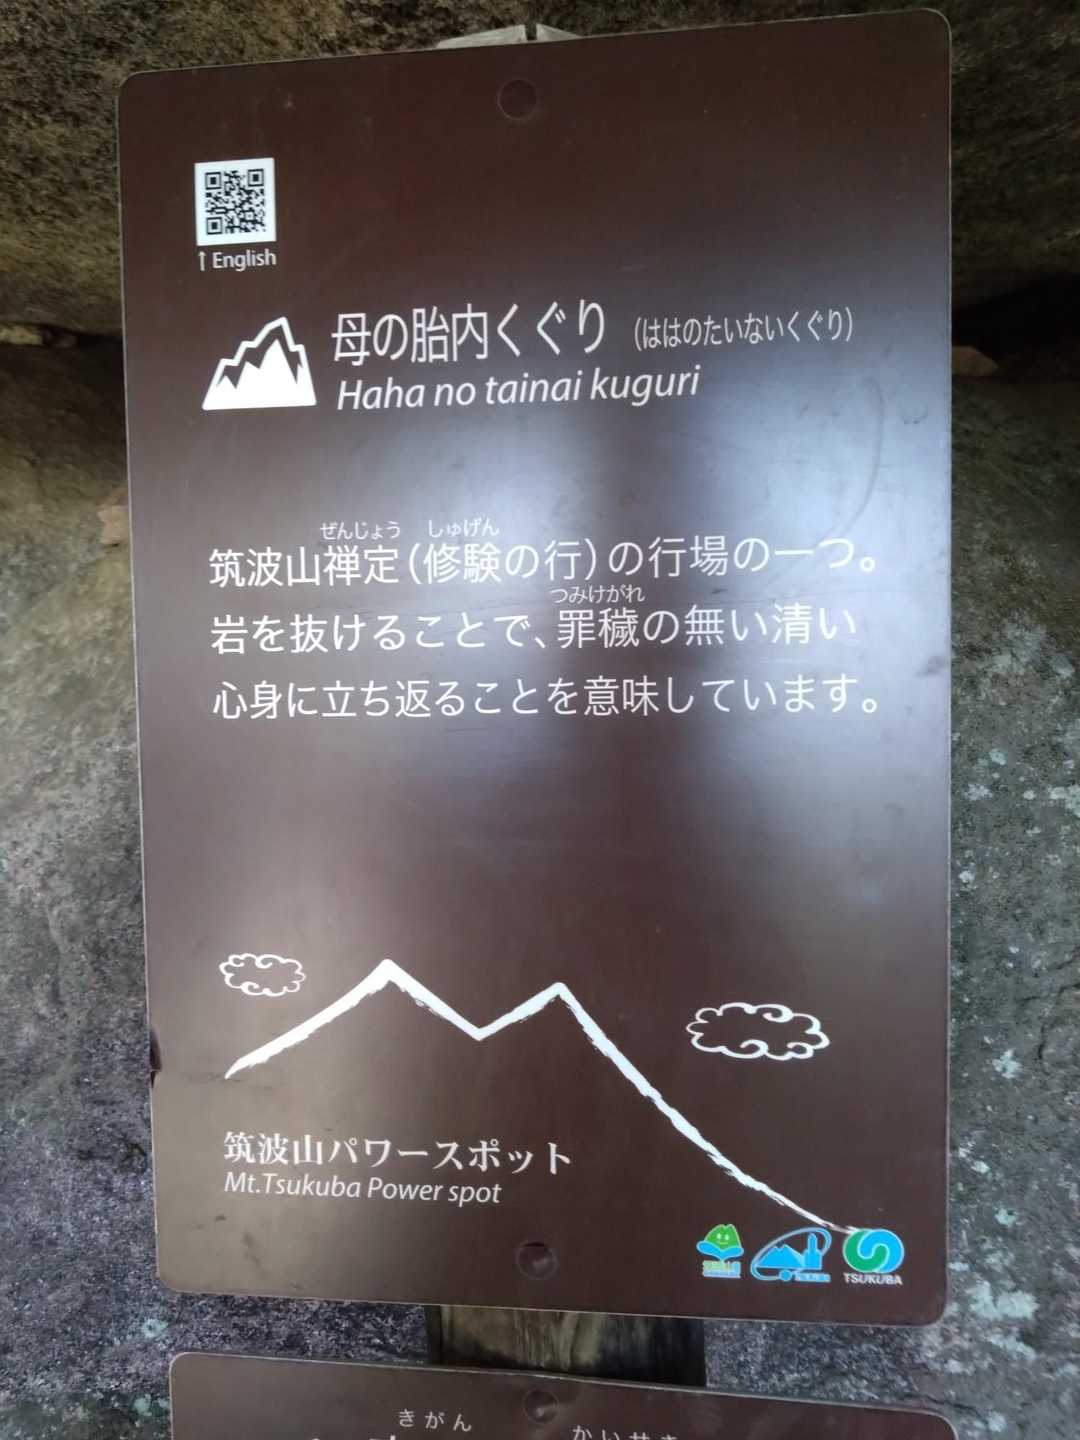 ↑English
母の胎内くぐり (ははのたいないくぐり)
Haha no tainai kuguri
ぜんじょう しゅげん
筑波山禅定(修験の行)の行場の一つ。
つみけがれ
岩を抜けることで、罪穢の無い清い
心身に立ち返ることを意味しています。
筑波山パワースポット
Mt.Tsukuba Power spot
TSUKUBA
きがん